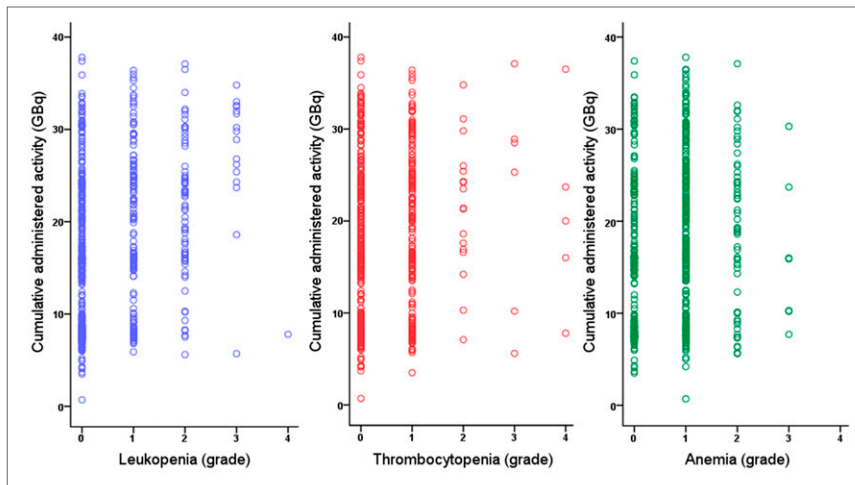 Cumulative administered activity (GBq)
40
30
20
10
0
0 1 2 3 4
Leukopenia (grade)
Cumulative administered activity (GBq)
40
30
20
10
0
0 1 2 3 4
Thrombocytopenia (grade)
Cumulative administered activity (GBq)
40
30
20
10
0
0 1 2 3 4
Anemia (grade)